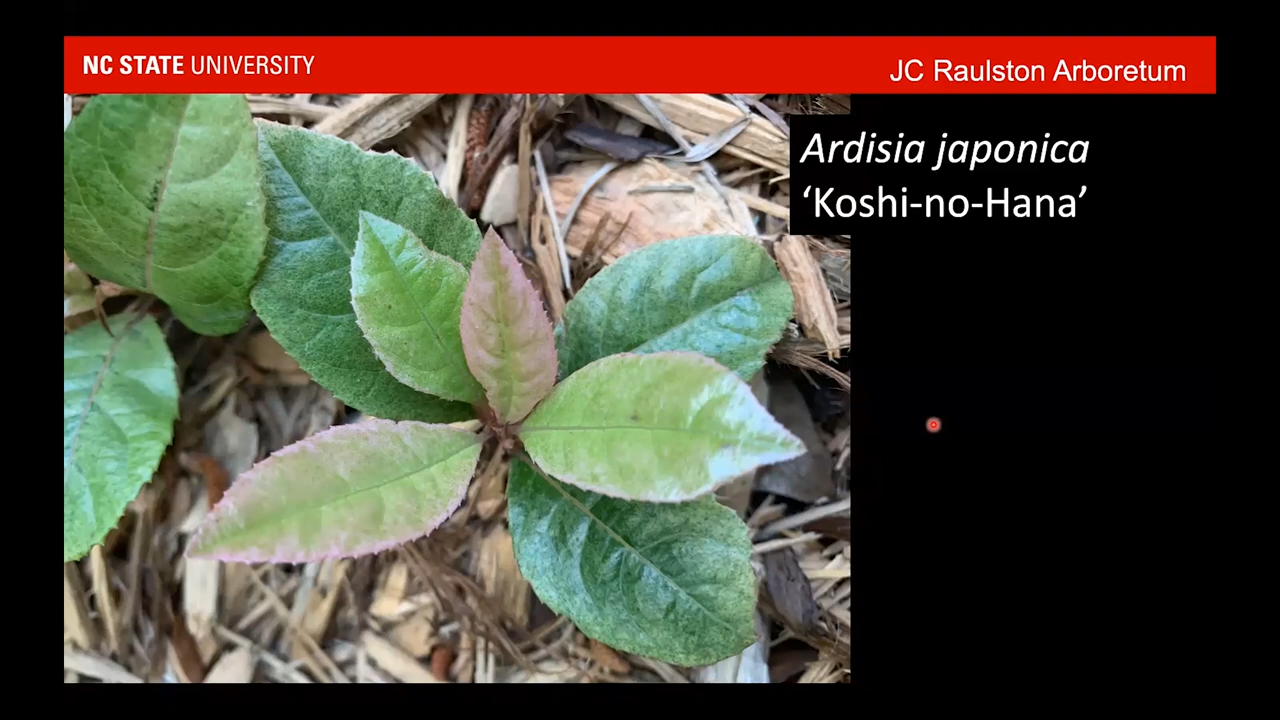 NC STATE UNIVERSITY
JC Raulston Arboretum
Ardisia japonica
‘Koshi-no-Hana’